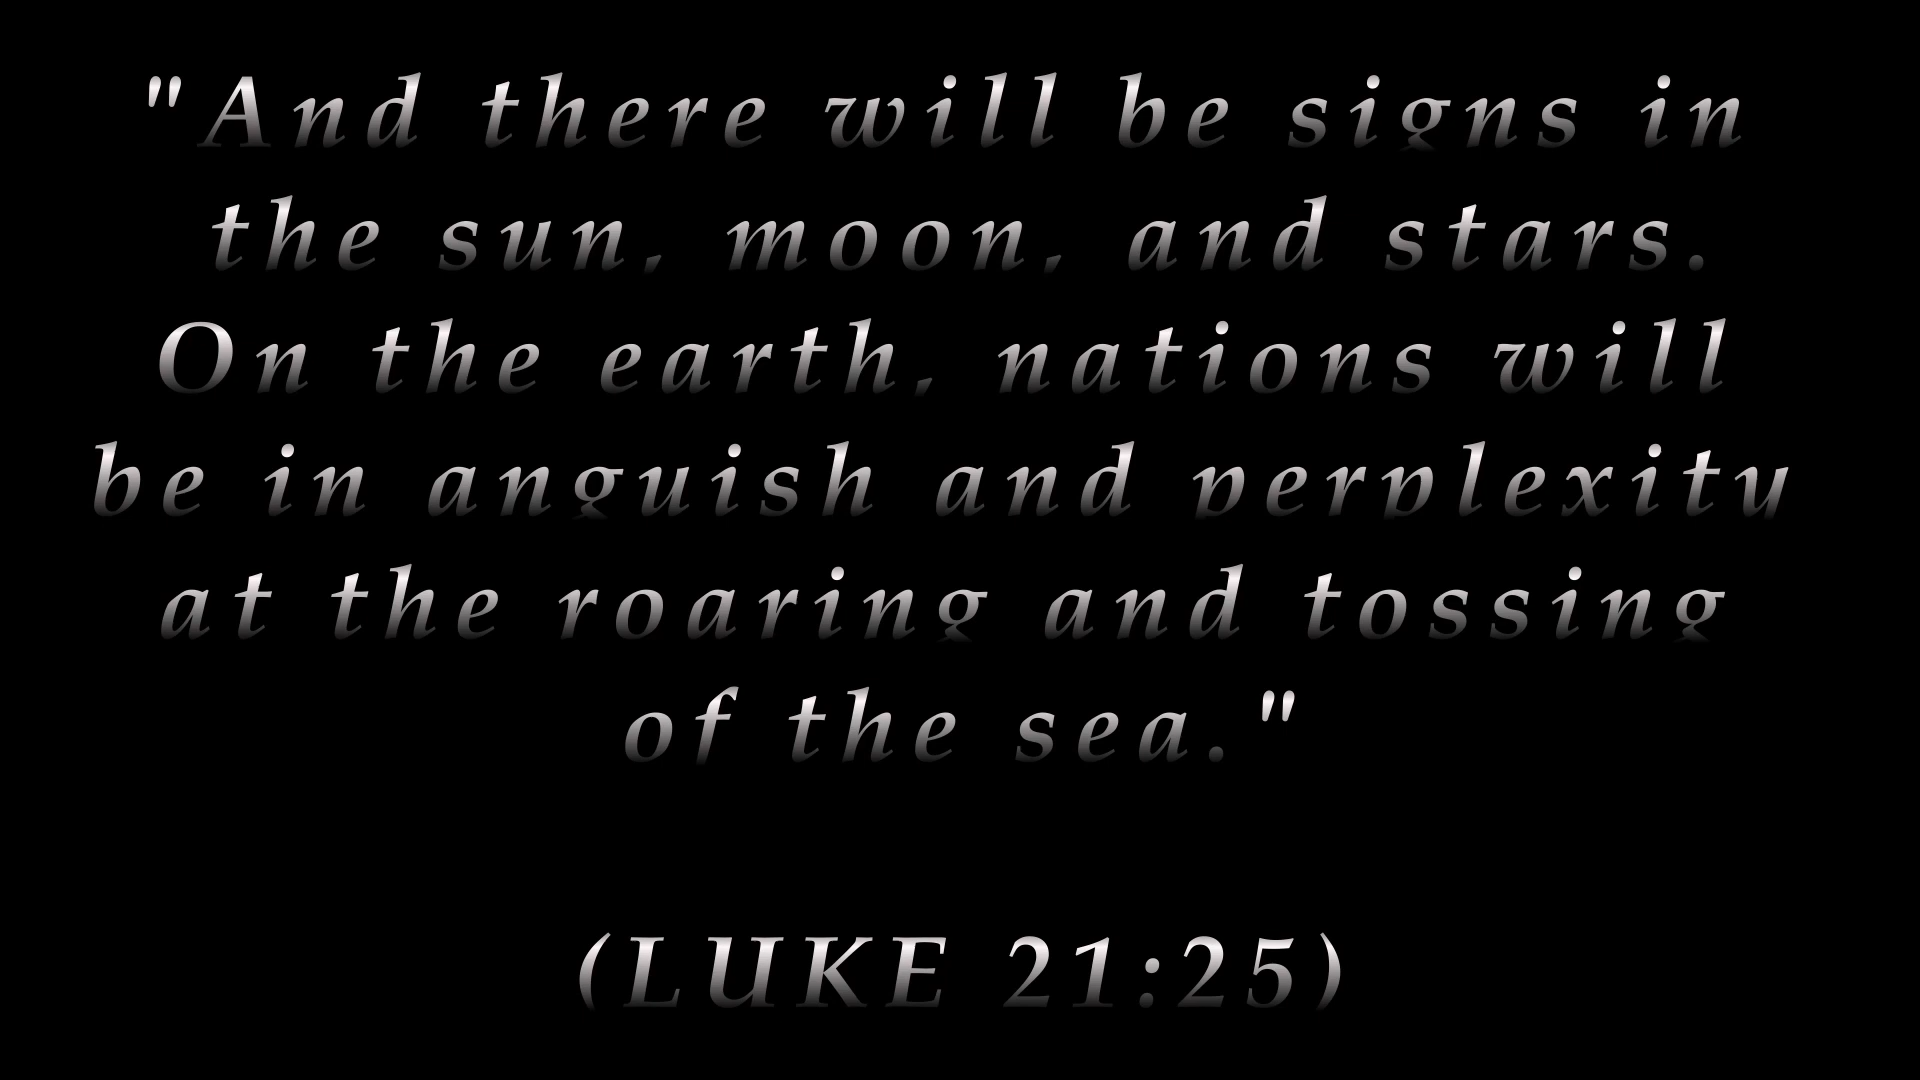 "And there will be signs in
the sun, moon, and stars.
On the earth, nations will
be in anguish and perplexity
at the roaring and tossing
of the sea."
(LUKE 21:25)